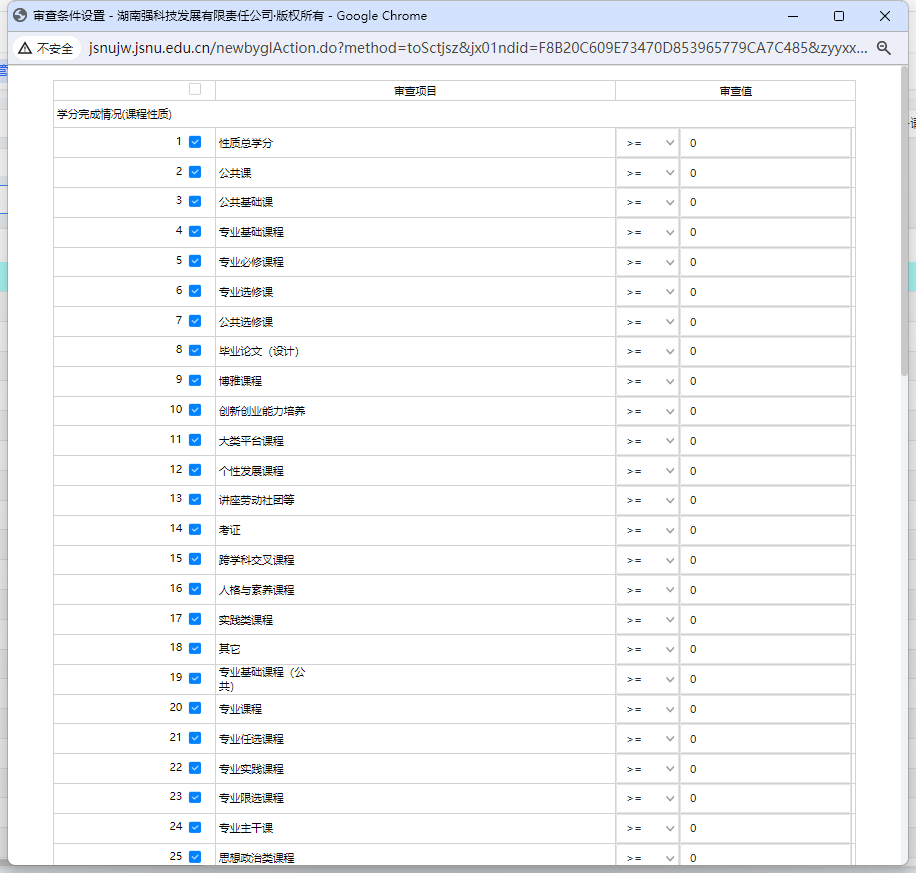 审查条件设置 - 湖南强科技发展有限责任公司·版权所有 - Google Chrome
不安全 jsnujw.jsnu.edu.cn/newbyglAction.do?method=toSctjsz&jx01ndid=F8B20C609E73470D853965779CA7C485&zyyxx...
审查项目 审查值
学分完成情况(课程性质)
1 性质总学分 >= 0
2 公共课 >= 0
3 公共基础课 >= 0
4 专业基础课程 >= 0
5 专业必修课程 >= 0
6 专业选修课 >= 0
7 公共选修课 >= 0
8 毕业论文（设计） >= 0
9 博雅课程 >= 0
10 创新创业能力培养 >= 0
11 大类平台课程 >= 0
12 个性发展课程 >= 0
13 讲座劳动社团等 >= 0
14 考证 >= 0
15 跨学科交叉课程 >= 0
16 人格与素养课程 >= 0
17 实践类课程 >= 0
18 其它 >= 0
19 专业基础课程（公
共） >= 0
20 专业课程 >= 0
21 专业任选课程 >= 0
22 专业实践课程 >= 0
23 专业限选课程 >= 0
24 专业主干课 >= 0
25 思想政治类课程 >= 0